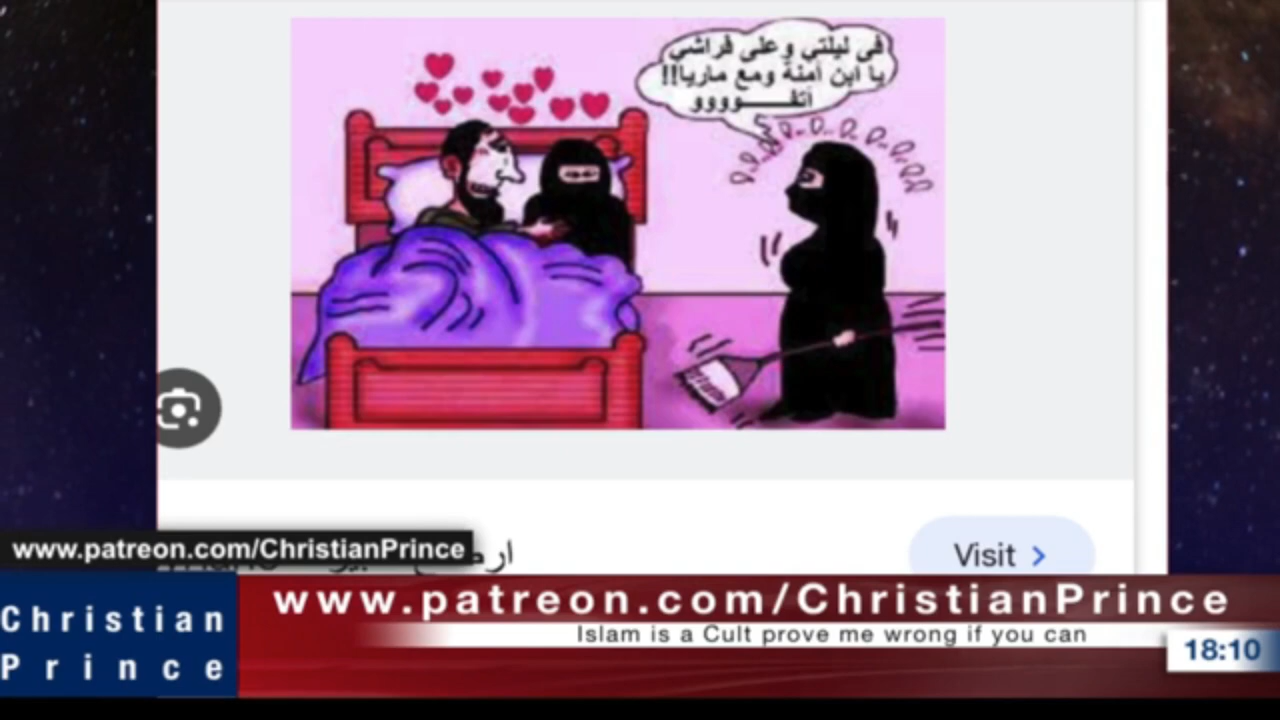 في ليلتي وعلى فراشي
يا ابن آمنة ومع ماريا!!
اتفـــوووو
www.patreon.com/ChristianPrince
Visit >
www.patreon.com/ChristianPrince
Christian
Prince
Islam is a Cult prove me wrong if you can
18:10